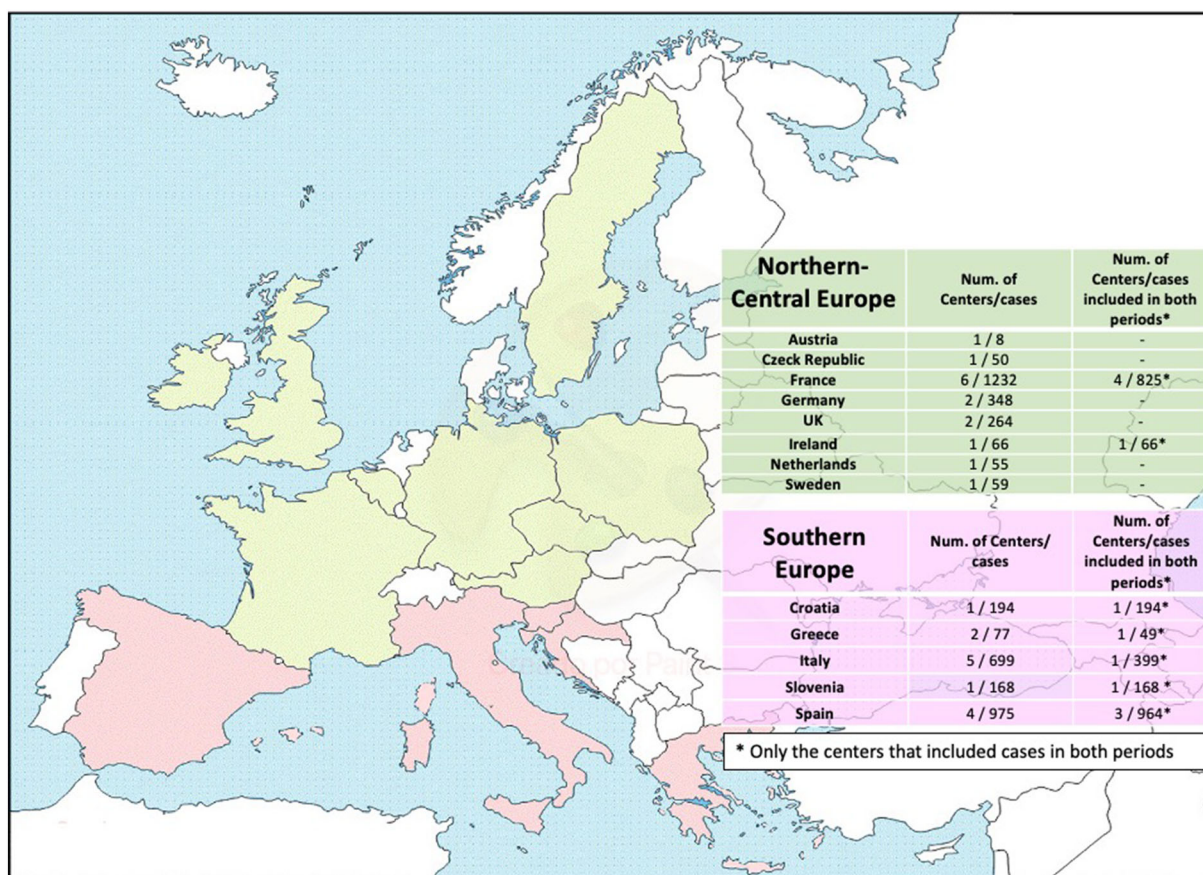 Northern-
Central Europe
Num. of
Centers/cases
Num. of
Centers/cases
included in both
periods*
Austria 1 / 8 -
Czeck Republic 1 / 50 -
France 6 / 1232 4 / 825*
Germany 2 / 348 -
UK 2 / 264 -
Ireland 1 / 66 1 / 66*
Netherlands 1 / 55 -
Sweden 1 / 59 -
Southern
Europe
Num. of Centers/
cases
Num. of
Centers/cases
included in both
periods*
Croatia 1 / 194 1 / 194*
Greece 2 / 77 1 / 49*
Italy 5 / 699 1 / 399*
Slovenia 1 / 168 1 / 168 *
Spain 4 / 975 3 / 964*
* Only the centers that included cases in both periods